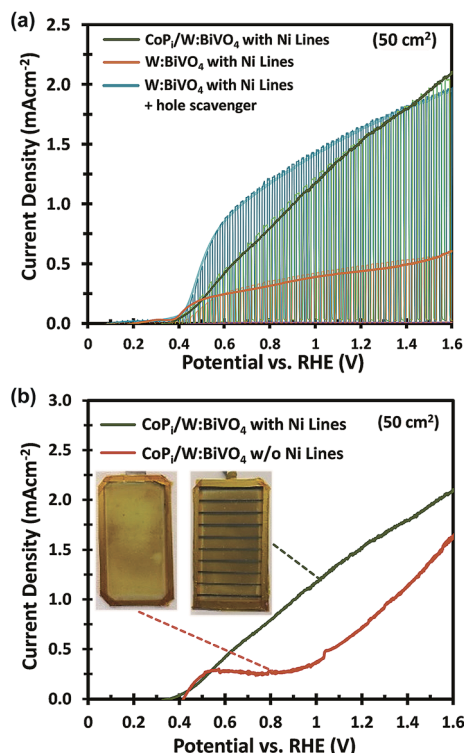 (a)
2.5
2.0
1.5
1.0
0.5
0.0
Current Density (mAcm⁻²)
CoPᵢ/W:BiVO₄ with Ni Lines
W:BiVO₄ with Ni Lines
W:BiVO₄ with Ni Lines
+ hole scavenger
(50 cm²)
0 0.2 0.4 0.6 0.8 1 1.2 1.4 1.6
Potential vs. RHE (V)
(b)
3.0
2.5
2.0
1.5
1.0
0.5
0.0
Current Density (mAcm⁻²)
CoPᵢ/W:BiVO₄ with Ni Lines
CoPᵢ/W:BiVO₄ w/o Ni Lines
(50 cm²)
0 0.2 0.4 0.6 0.8 1 1.2 1.4 1.6
Potential vs. RHE (V)